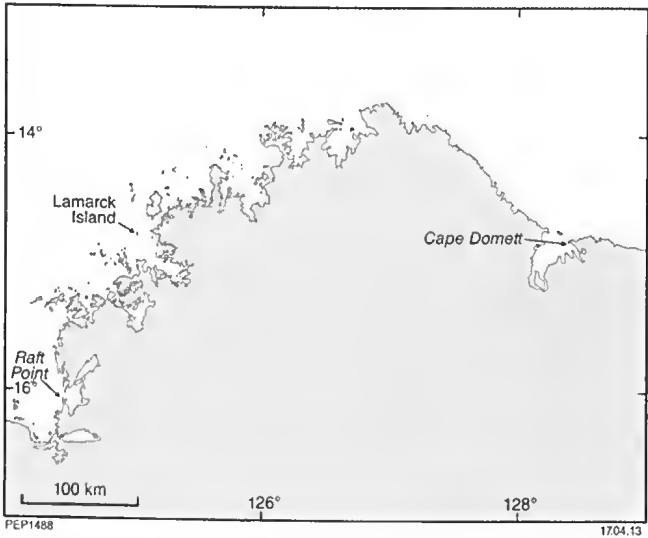 14°
Lamarck
Island
Cape Domett
Raft
Point
16°
100 km
126°
128°
PEP1488
17.04.13